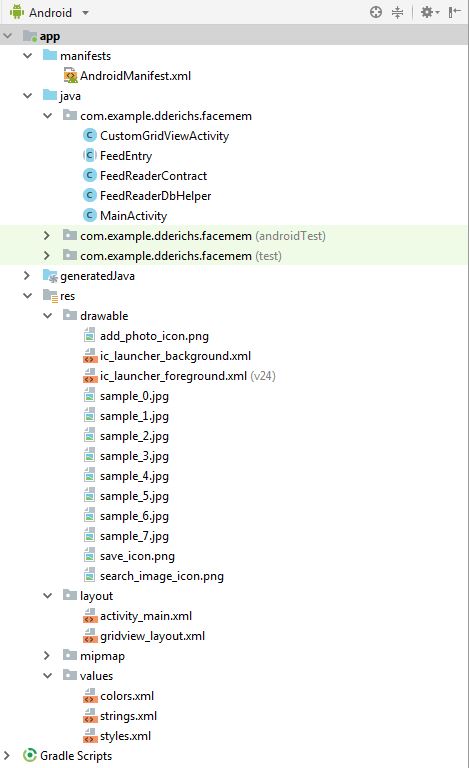 Android
app
manifests
AndroidManifest.xml
java
com.example.dderichs.facemem
CustomGridViewActivity
FeedEntry
FeedReaderContract
FeedReaderDbHelper
MainActivity
com.example.dderichs.facemem (androidTest)
com.example.dderichs.facemem (test)
generatedJava
res
drawable
add_photo_icon.png
ic_launcher_background.xml
ic_launcher_foreground.xml (v24)
sample_0.jpg
sample_1.jpg
sample_2.jpg
sample_3.jpg
sample_4.jpg
sample_5.jpg
sample_6.jpg
sample_7.jpg
save_icon.png
search_image_icon.png
layout
activity_main.xml
gridview_layout.xml
mipmap
values
colors.xml
strings.xml
styles.xml
Gradle Scripts